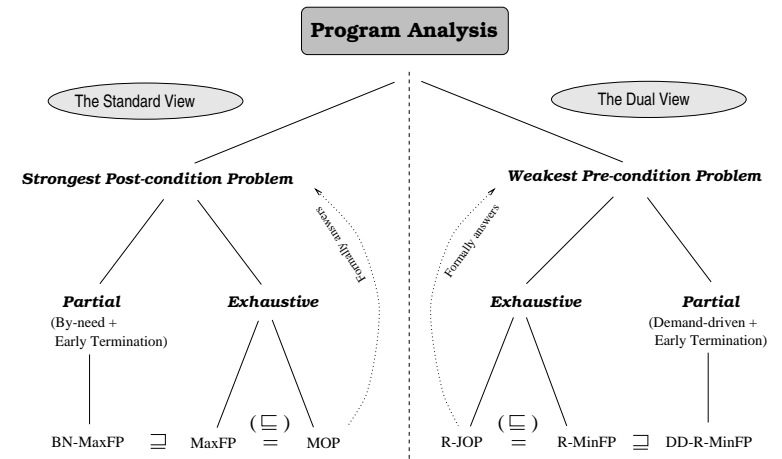 Program Analysis
The Standard View
The Dual View
Strongest Post-condition Problem
Weakest Pre-condition Problem
Formally answers
Formally answers
Partial
(By-need +
Early Termination)
Exhaustive
Exhaustive
Partial
(Demand-driven +
Early Termination)
BN-MaxFP ⊒ MaxFP (⊑) = MOP
R-JOP (⊑) = R-MinFP ⊒ DD-R-MinFP